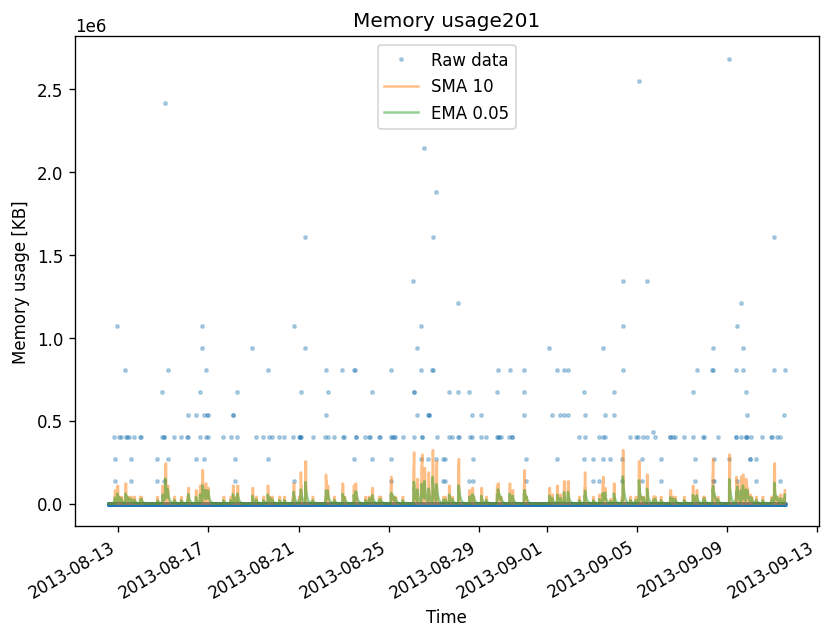 Memory usage201
1e6
Raw data
SMA 10
EMA 0.05
2.5
2.0
1.5
1.0
0.5
0.0
Memory usage [KB]
2013-08-13
2013-08-17
2013-08-21
2013-08-25
2013-08-29
2013-09-01
2013-09-05
2013-09-09
2013-09-13
Time